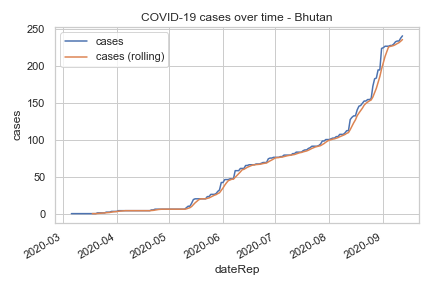 COVID-19 cases over time - Bhutan
cases
cases (rolling)
250
200
150
100
50
0
cases
2020-03
2020-04
2020-05
2020-06
2020-07
2020-08
2020-09
dateRep